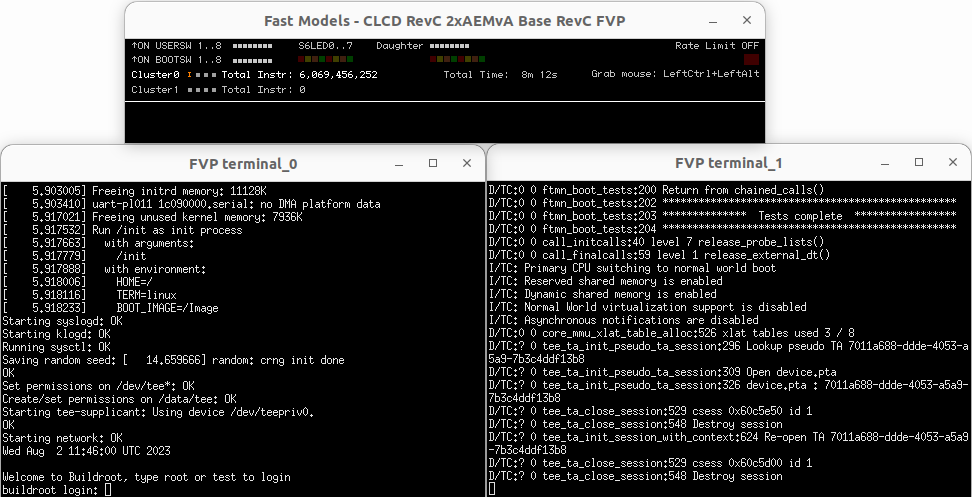 Fast Models - CLCD RevC 2xAEMvA Base RevC FVP
↑ON USERSW 1..8 S6LED0..7 Daughter Rate Limit OFF
↑ON BOOTSW 1..8
Cluster0 Total Instr: 6,069,456,252 Total Time: 8m 12s Grab mouse: LeftCtrl+LeftAlt
Cluster1 Total Instr: 0
FVP terminal_0
[    5.903005] Freeing initrd memory: 11128K
[    5.903410] uart-pl011 1c090000.serial: no DMA platform data
[    5.917021] Freeing unused kernel memory: 7936K
[    5.917532] Run /init as init process
[    5.917663]   with arguments:
[    5.917779]     /init
[    5.917888]   with environment:
[    5.918006]     HOME=/
[    5.918116]     TERM=linux
[    5.918233]     BOOT_IMAGE=/Image
Starting syslogd: OK
Starting klogd: OK
Running sysctl: OK
Saving random seed: [   14.659666] random: crng init done
OK
Set permissions on /dev/tee*: OK
Create/set permissions on /data/tee: OK
Starting tee-supplicant: Using device /dev/teepriv0.
OK
Starting network: OK
Wed Aug  2 11:46:00 UTC 2023
Welcome to Buildroot, type root or test to login
buildroot login:
FVP terminal_1
D/TC:0 0 ftmn_boot_tests:200 Return from chained_calls()
D/TC:0 0 ftmn_boot_tests:202 *************************************************
D/TC:0 0 ftmn_boot_tests:203 **************  Tests complete  *****************
D/TC:0 0 ftmn_boot_tests:204 *************************************************
D/TC:0 0 call_initcalls:40 level 7 release_probe_lists()
D/TC:0 0 call_finalcalls:59 level 1 release_external_dt()
I/TC: Primary CPU switching to normal world boot
I/TC: Reserved shared memory is enabled
I/TC: Dynamic shared memory is enabled
I/TC: Normal World virtualization support is disabled
I/TC: Asynchronous notifications are disabled
D/TC:0 0 core_mmu_xlat_table_alloc:526 xlat tables used 3 / 8
D/TC:? 0 tee_ta_init_pseudo_ta_session:296 Lookup pseudo TA 7011a688-ddde-4053-a
5a9-7b3c4ddf13b8
D/TC:? 0 tee_ta_init_pseudo_ta_session:309 Open device.pta
D/TC:? 0 tee_ta_init_pseudo_ta_session:326 device.pta : 7011a688-ddde-4053-a5a9-
7b3c4ddf13b8
D/TC:? 0 tee_ta_close_session:529 csess 0x60c5e50 id 1
D/TC:? 0 tee_ta_close_session:548 Destroy session
D/TC:? 0 tee_ta_init_session_with_context:624 Re-open TA 7011a688-ddde-4053-a5a9
-7b3c4ddf13b8
D/TC:? 0 tee_ta_close_session:529 csess 0x60c5d00 id 1
D/TC:? 0 tee_ta_close_session:548 Destroy session